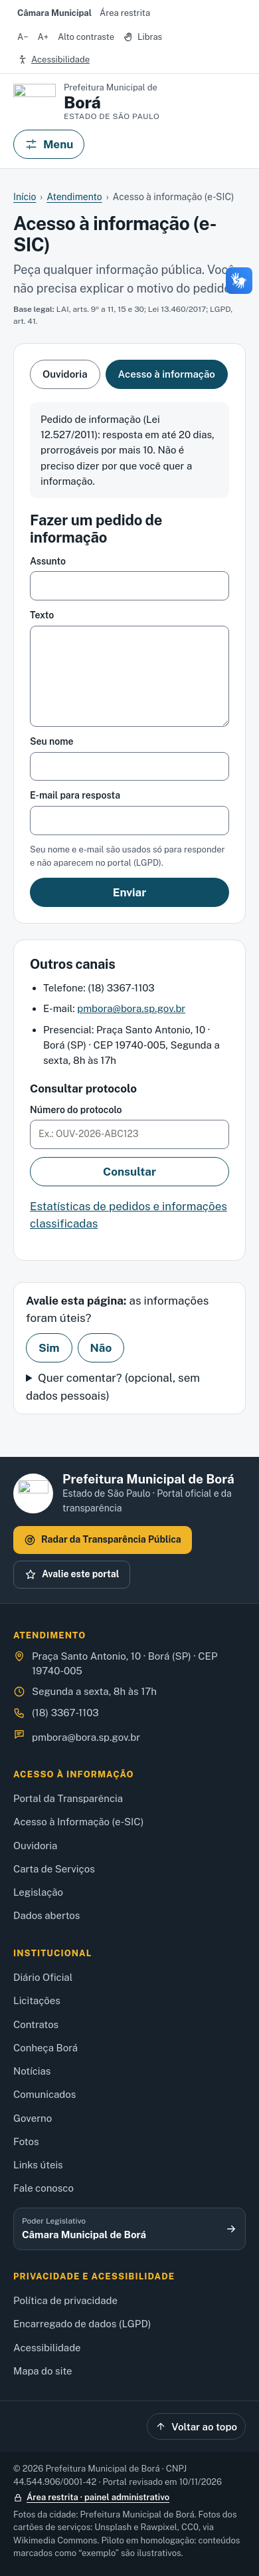 Câmara Municipal Área restrita
A− A+ Alto contraste Libras
Acessibilidade
Prefeitura Municipal de
Borá
ESTADO DE SÃO PAULO
Menu
Início › Atendimento › Acesso à informação (e-SIC)
Acesso à informação (e-
SIC)
Peça qualquer informação pública. Você
não precisa explicar o motivo do pedido.
Base legal: LAI, arts. 9º a 11, 15 e 30; Lei 13.460/2017; LGPD,
art. 41.
Ouvidoria Acesso à informação
Pedido de informação (Lei
12.527/2011): resposta em até 20 dias,
prorrogáveis por mais 10. Não é
preciso dizer por que você quer a
informação.
Fazer um pedido de
informação
Assunto
Texto
Seu nome
E-mail para resposta
Seu nome e e-mail são usados só para responder
e não aparecem no portal (LGPD).
Enviar
Outros canais
• Telefone: (18) 3367-1103
• E-mail: pmbora@bora.sp.gov.br
• Presencial: Praça Santo Antonio, 10 ·
Borá (SP) · CEP 19740-005, Segunda a
sexta, 8h às 17h
Consultar protocolo
Número do protocolo
Ex.: OUV-2026-ABC123
Consultar
Estatísticas de pedidos e informações
classificadas
Avalie esta página: as informações
foram úteis?
Sim Não
▶ Quer comentar? (opcional, sem
dados pessoais)
Prefeitura Municipal de Borá
Estado de São Paulo · Portal oficial e da
transparência
Radar da Transparência Pública
Avalie este portal
ATENDIMENTO
Praça Santo Antonio, 10 · Borá (SP) · CEP
19740-005
Segunda a sexta, 8h às 17h
(18) 3367-1103
pmbora@bora.sp.gov.br
ACESSO À INFORMAÇÃO
Portal da Transparência
Acesso à Informação (e-SIC)
Ouvidoria
Carta de Serviços
Legislação
Dados abertos
INSTITUCIONAL
Diário Oficial
Licitações
Contratos
Conheça Borá
Notícias
Comunicados
Governo
Fotos
Links úteis
Fale conosco
Poder Legislativo
Câmara Municipal de Borá →
PRIVACIDADE E ACESSIBILIDADE
Política de privacidade
Encarregado de dados (LGPD)
Acessibilidade
Mapa do site
↑ Voltar ao topo
© 2026 Prefeitura Municipal de Borá · CNPJ
44.544.906/0001-42 · Portal revisado em 10/11/2026
Área restrita · painel administrativo
Fotos da cidade: Prefeitura Municipal de Borá. Fotos dos
cartões de serviços: Unsplash e Rawpixel, CC0, via
Wikimedia Commons. Piloto em homologação: conteúdos
marcados como “exemplo” são ilustrativos.